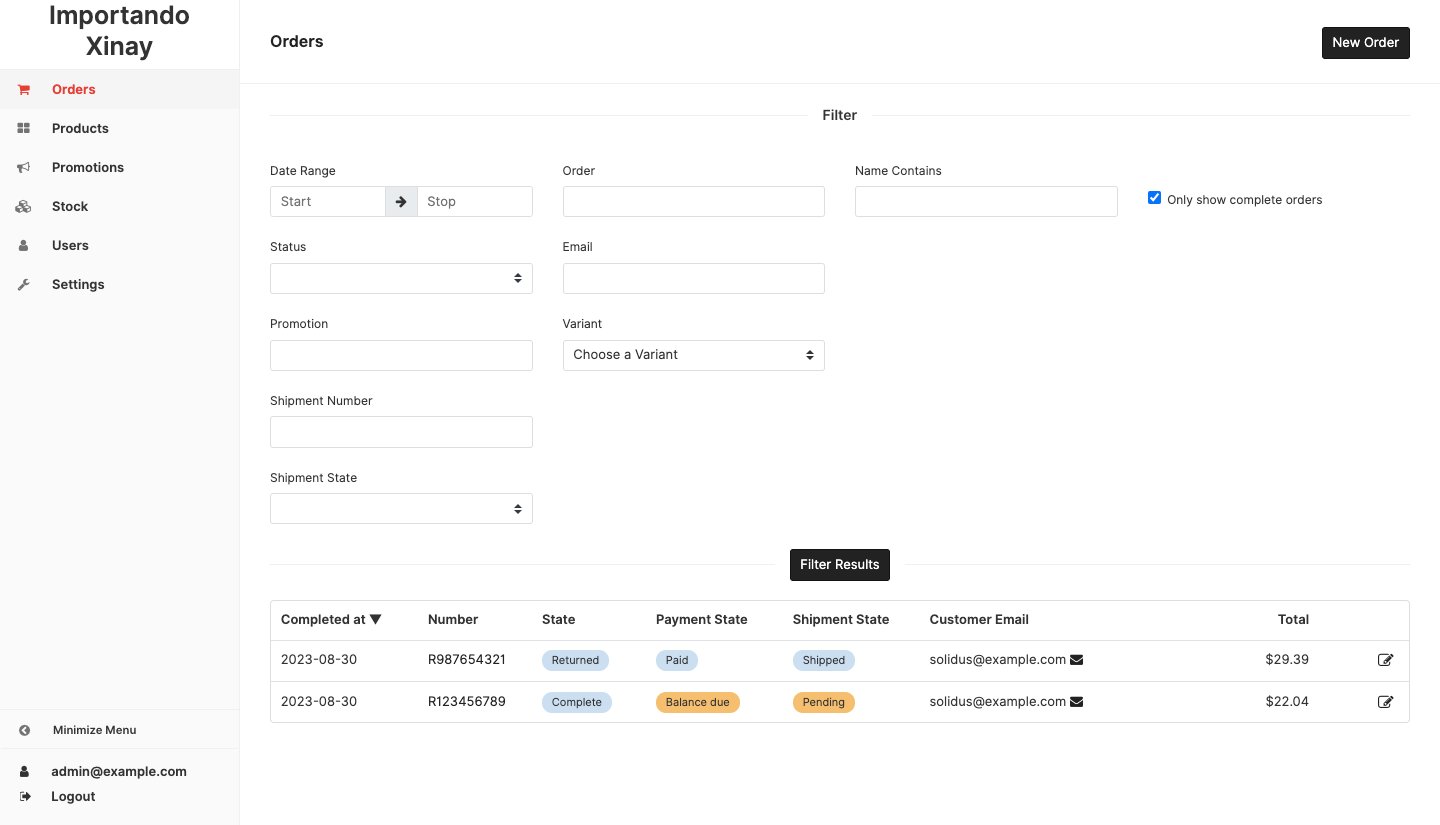 Importando
Xinay
Orders
Products
Promotions
Stock
Users
Settings
Minimize Menu
admin@example.com
Logout
Orders
New Order
Filter
Date Range
Order
Name Contains
Start
Stop
Only show complete orders
Status
Email
Promotion
Variant
Choose a Variant
Shipment Number
Shipment State
Filter Results
Completed at Number State Payment State Shipment State Customer Email Total
2023-08-30 R987654321 Returned Paid Shipped solidus@example.com $29.39
2023-08-30 R123456789 Complete Balance due Pending solidus@example.com $22.04